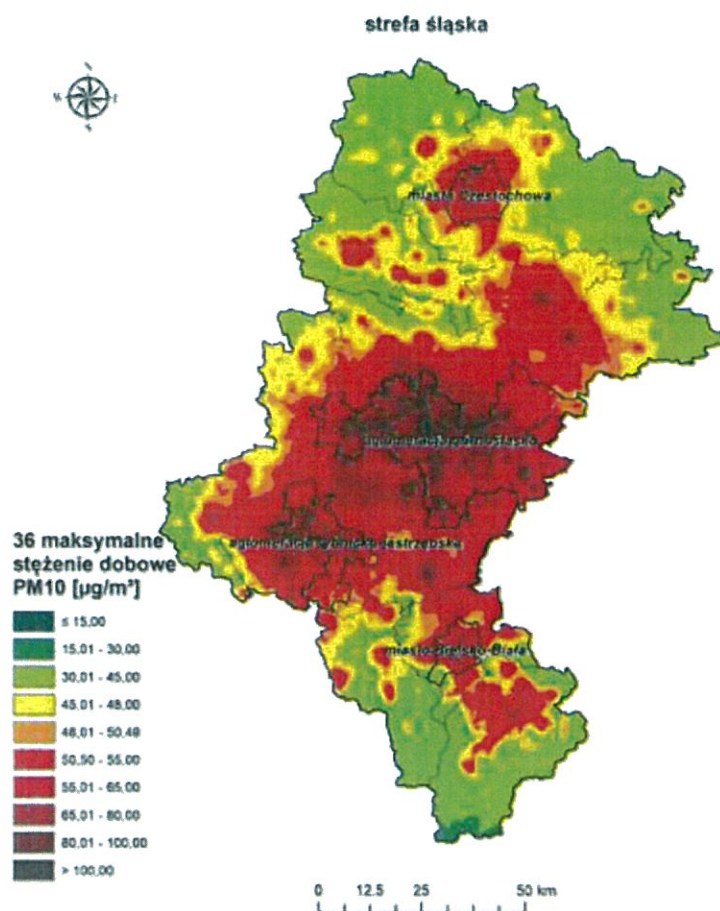 strefa śląska
miasto Częstochowa
aglomeracja górnośląska
aglomeracja rybnicko-jastrzębska
miasto Bielsko-Biała
36 maksymalne
stężenie dobowe
PM10 [µg/m³]
≤ 15,00
15,01 - 30,00
30,01 - 45,00
45,01 - 48,00
48,01 - 50,49
50,50 - 55,00
55,01 - 65,00
65,01 - 80,00
80,01 - 100,00
> 100,00
0 12.5 25 50 km